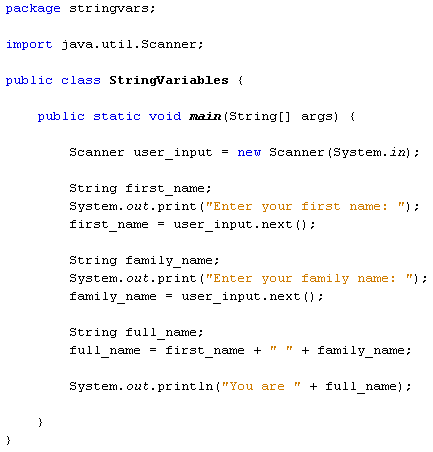 package stringvars;
import java.util.Scanner;
public class StringVariables {
public static void main(String[] args) {
Scanner user_input = new Scanner(System.in);
String first_name;
System.out.print("Enter your first name: ");
first_name = user_input.next();
String family_name;
System.out.print("Enter your family name: ");
family_name = user_input.next();
String full_name;
full_name = first_name + " " + family_name;
System.out.println("You are " + full_name);
}
}